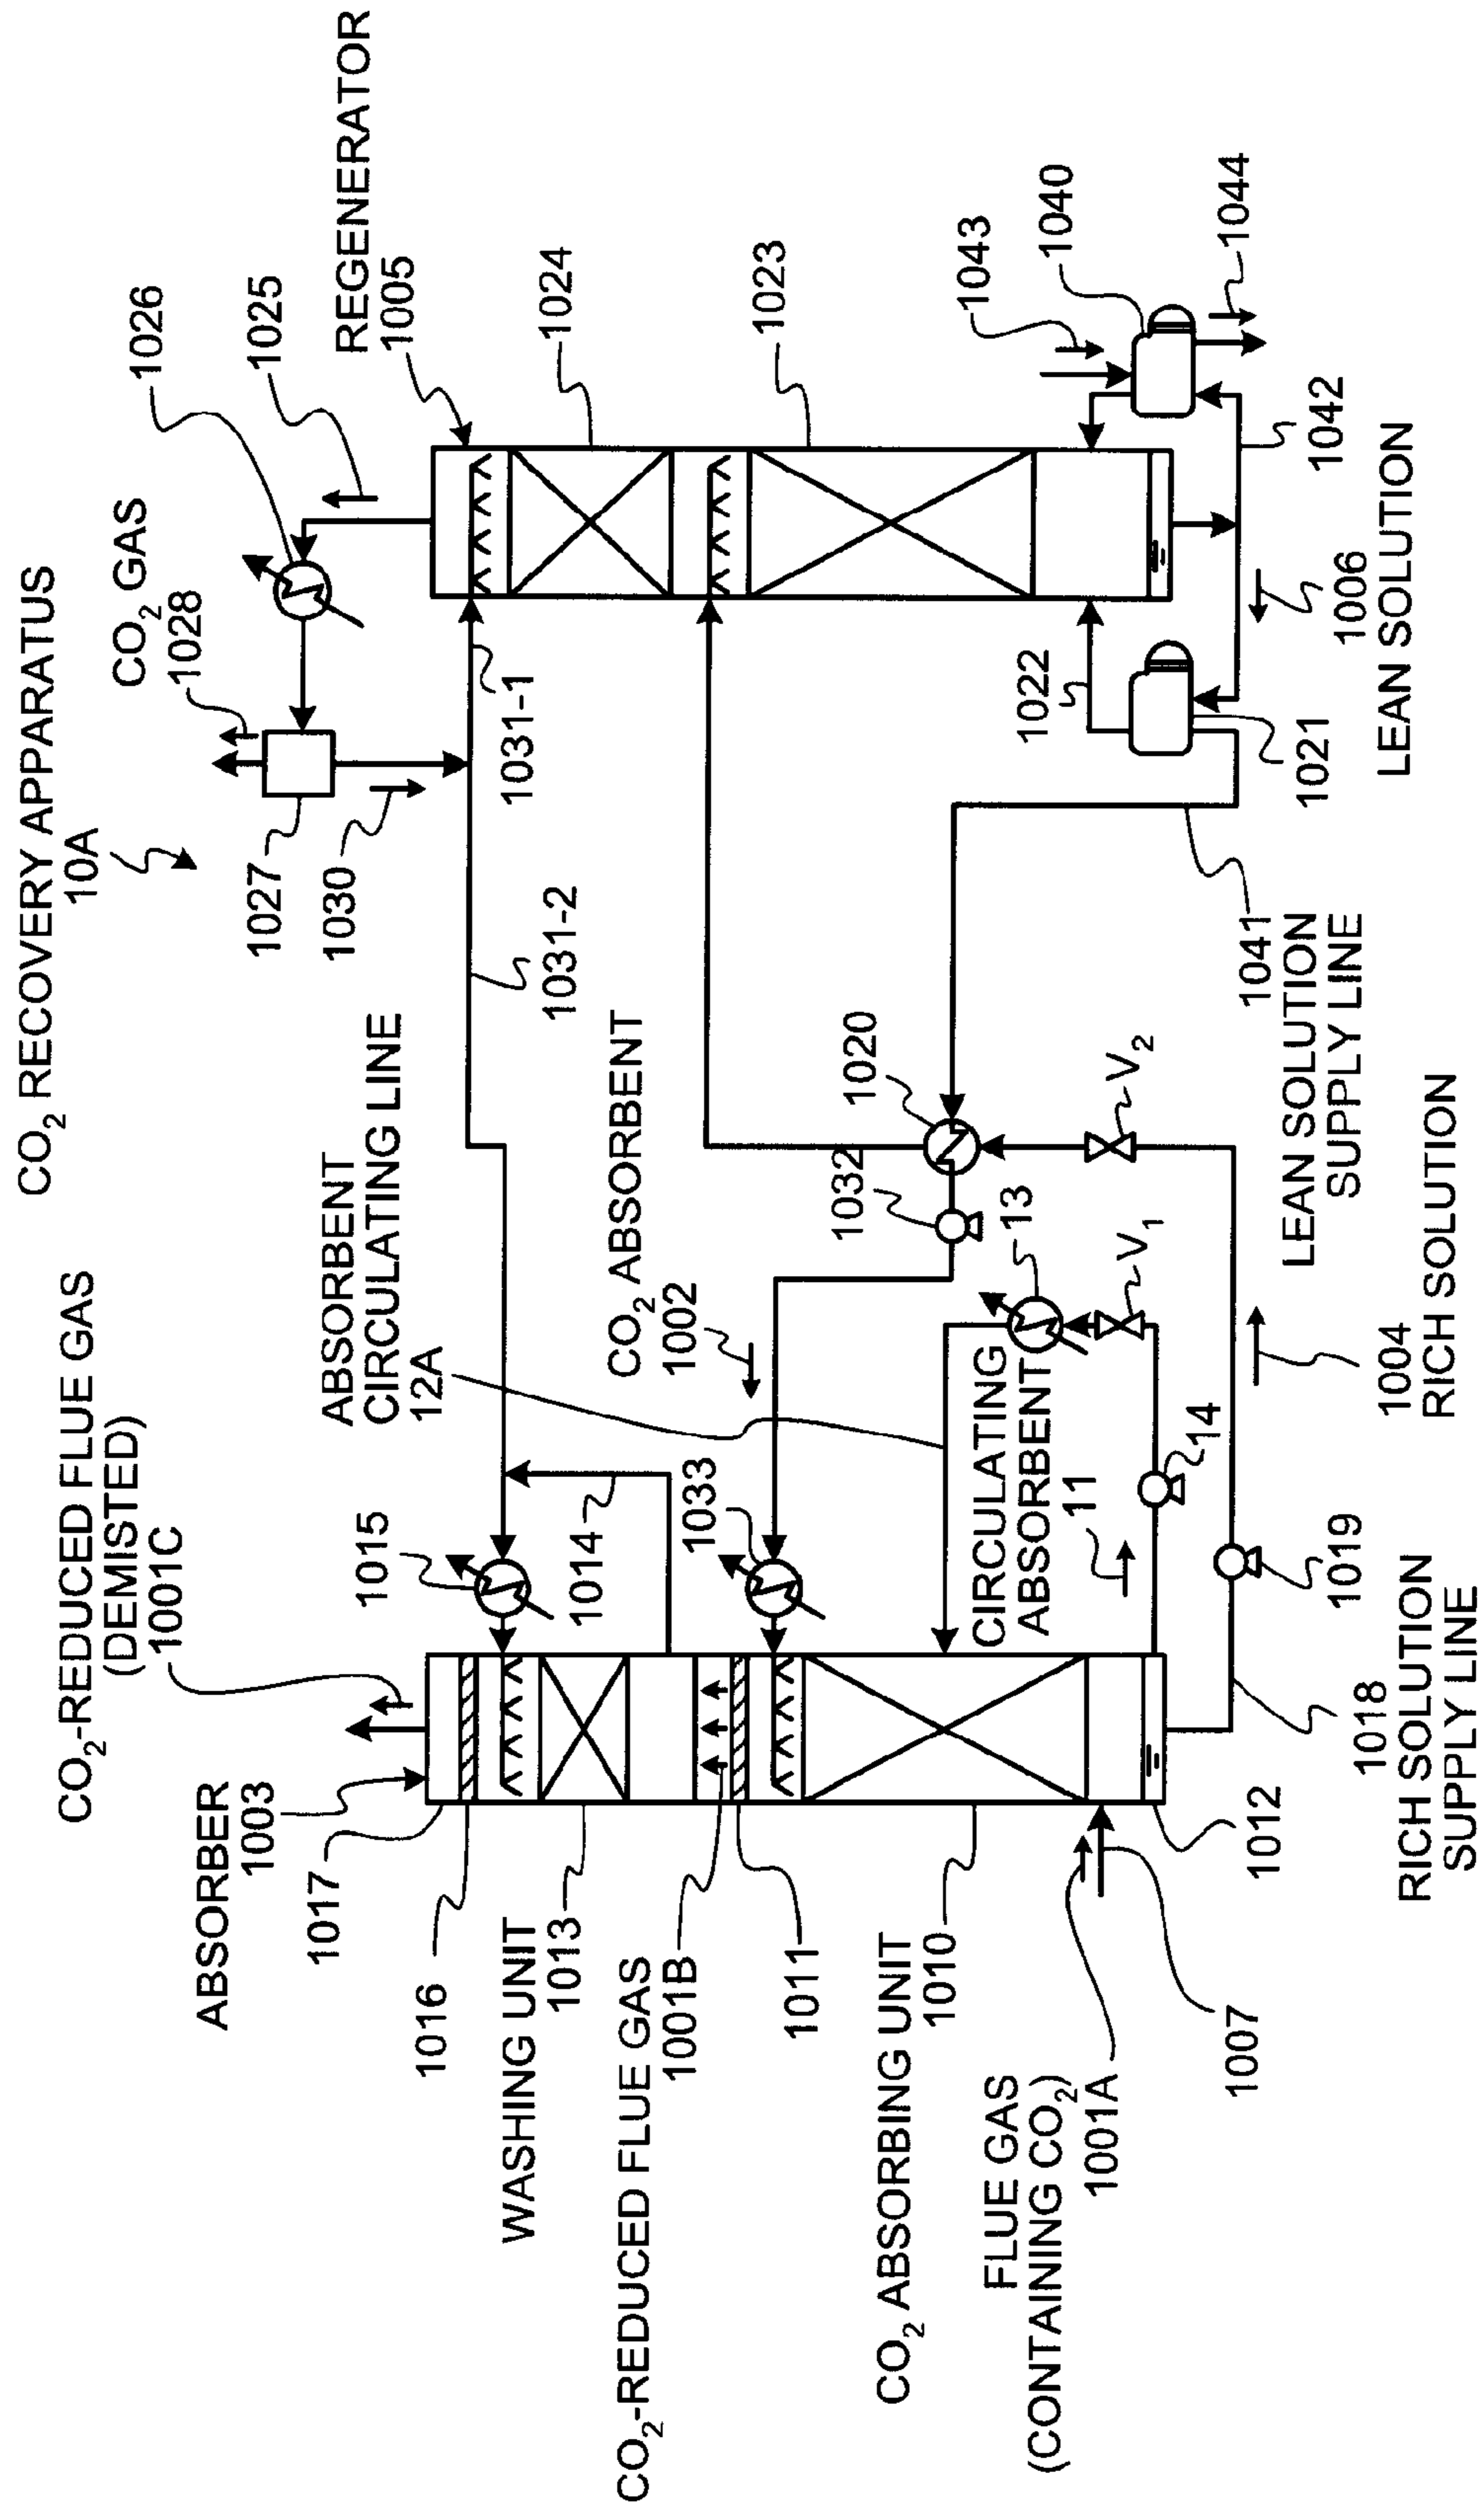 CO2 RECOVERY APPARATUS
10A
CO2-REDUCED FLUE GAS
(DEMISTED)
1001C
ABSORBER
1003
1017
1016
WASHING UNIT
1013
CO2-REDUCED FLUE GAS
1001B
1011
CO2 ABSORBING UNIT
1010
FLUE GAS
(CONTAINING CO2)
1001A
1007
1012
1015
1014
1033
ABSORBENT
CIRCULATING LINE
12A
CO2 ABSORBENT
1002
CIRCULATING
ABSORBENT
11
14
13
V1
V2
1032
1020
1019
1018
RICH SOLUTION
SUPPLY LINE
1004
RICH SOLUTION
1041
LEAN SOLUTION
SUPPLY LINE
1031-2
1031-1
1027
1030
CO2 GAS
1028
1026
1025
REGENERATOR
1005
1024
1023
1022
1021
1006
LEAN SOLUTION
1042
1043
1040
1044